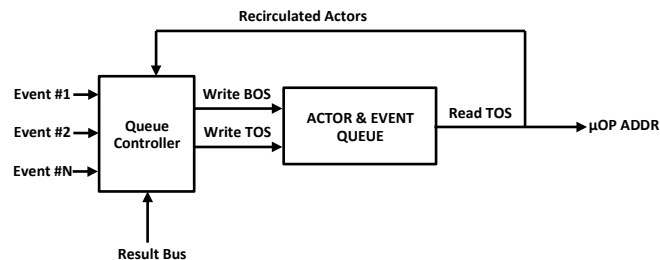 Recirculated Actors
Event #1
Event #2
Event #N
Queue
Controller
Write BOS
Write TOS
ACTOR & EVENT
QUEUE
Read TOS
µOP ADDR
Result Bus